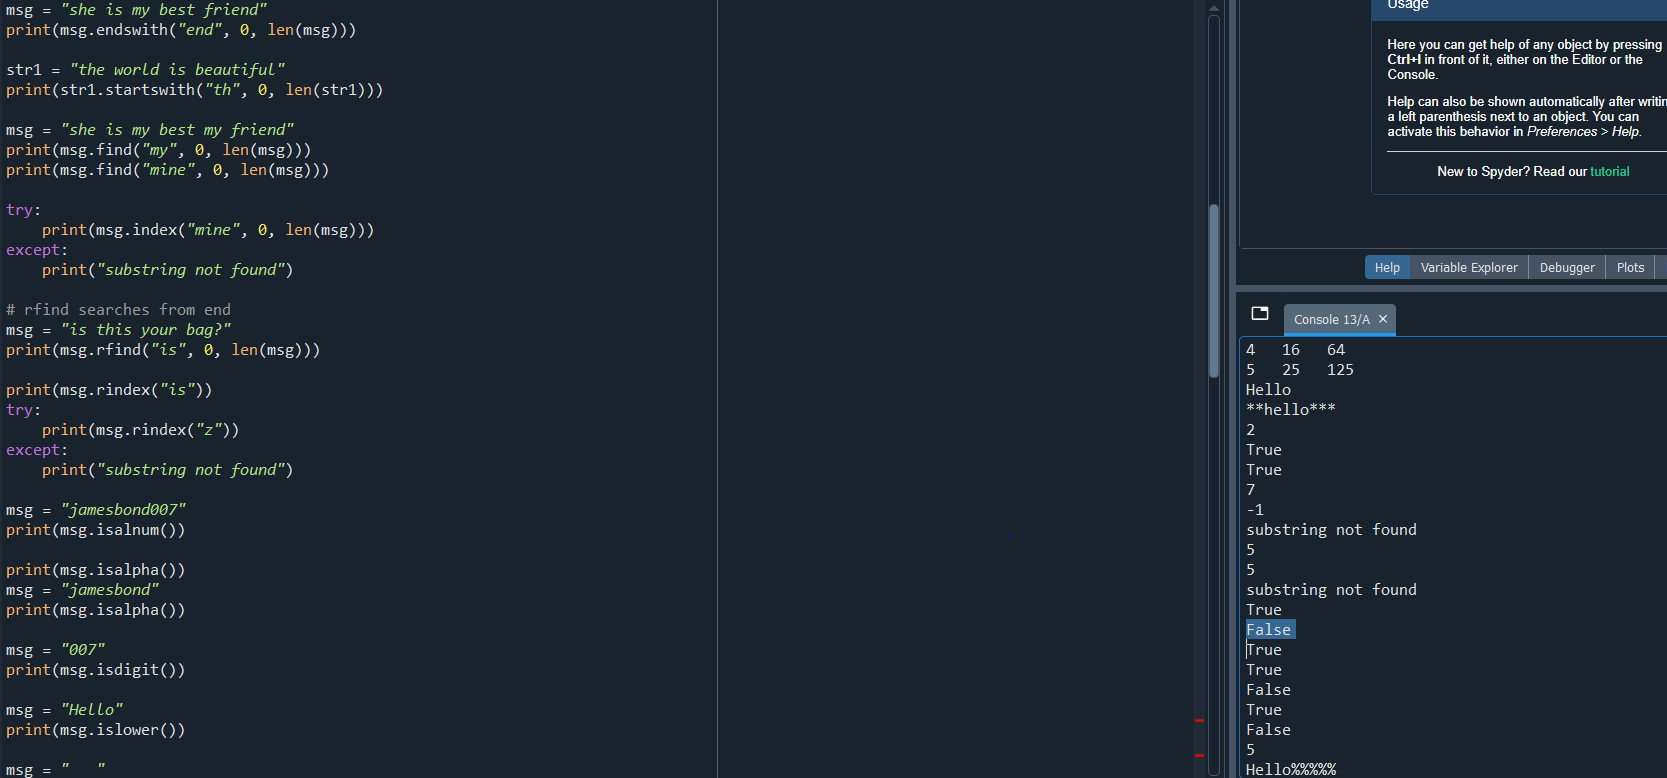 msg = "she is my best friend"
print(msg.endswith("end", 0, len(msg)))
str1 = "the world is beautiful"
print(str1.startswith("th", 0, len(str1)))
msg = "she is my best my friend"
print(msg.find("my", 0, len(msg)))
print(msg.find("mine", 0, len(msg)))
try:
    print(msg.index("mine", 0, len(msg)))
except:
    print("substring not found")
# rfind searches from end
msg = "is this your bag?"
print(msg.rfind("is", 0, len(msg)))
print(msg.rindex("is"))
try:
    print(msg.rindex("z"))
except:
    print("substring not found")
msg = "jamesbond007"
print(msg.isalnum())
print(msg.isalpha())
msg = "jamesbond"
print(msg.isalpha())
msg = "007"
print(msg.isdigit())
msg = "Hello"
print(msg.islower())
msg = "   "
Usage
Here you can get help of any object by pressing
Ctrl+I in front of it, either on the Editor or the
Console.
Help can also be shown automatically after writin
a left parenthesis next to an object. You can
activate this behavior in Preferences > Help.
New to Spyder? Read our tutorial
Help Variable Explorer Debugger Plots
Console 13/A ×
4   16   64
5   25   125
Hello
**hello***
2
True
True
7
-1
substring not found
5
5
substring not found
True
False
True
True
False
True
False
5
Hello%%%%%